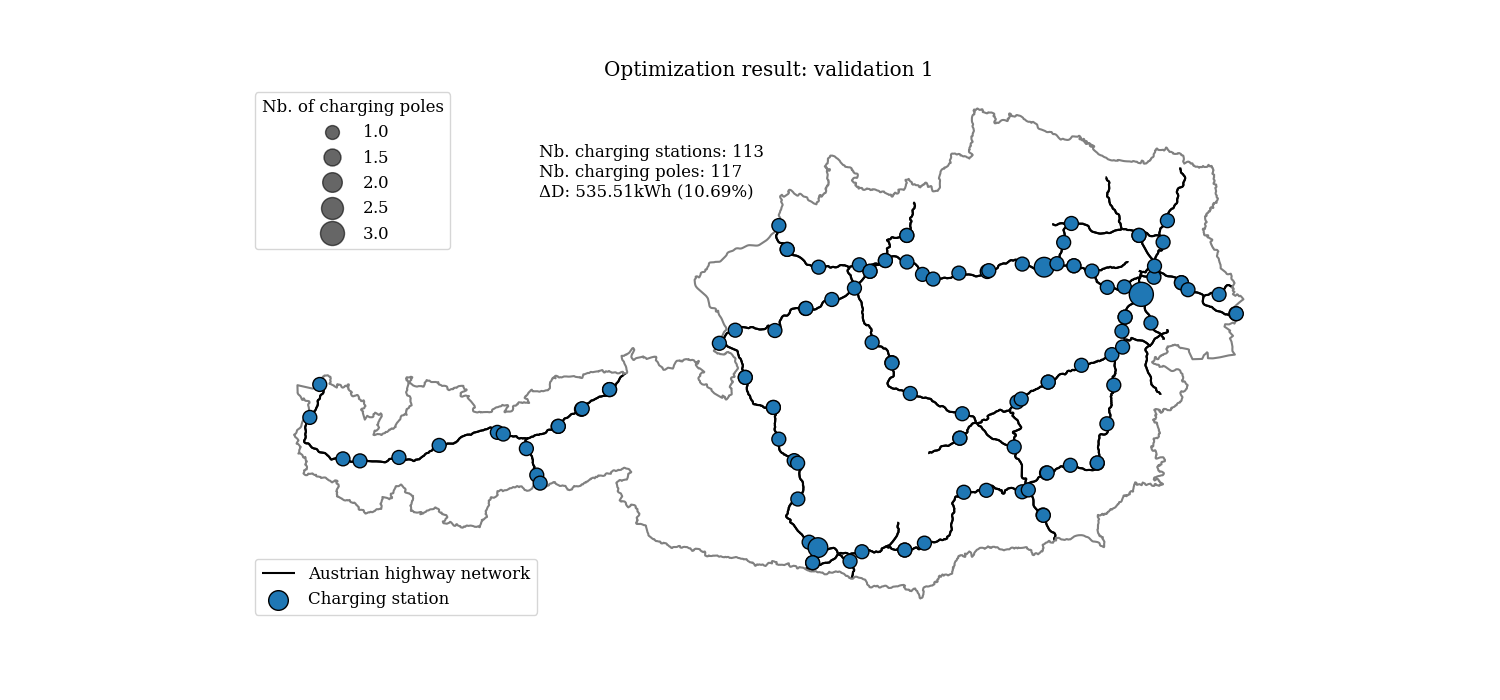 Optimization result: validation 1
Nb. of charging poles
1.0
1.5
2.0
2.5
3.0
Nb. charging stations: 113
Nb. charging poles: 117
ΔD: 535.51kWh (10.69%)
Austrian highway network
Charging station